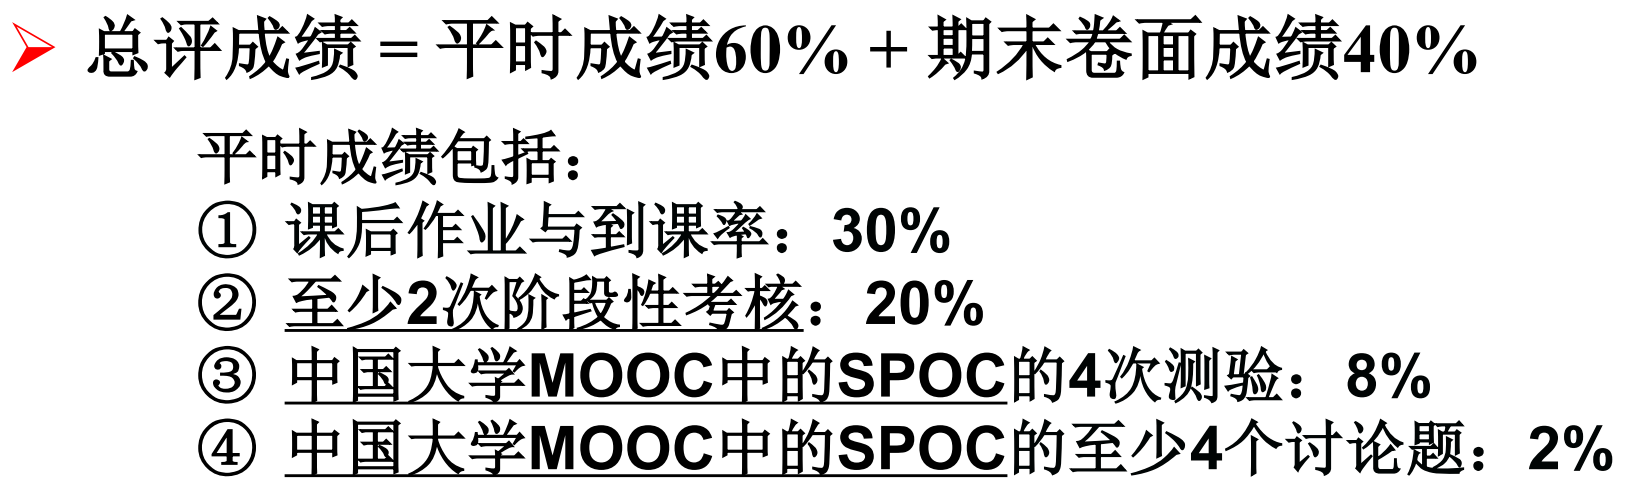 总评成绩 = 平时成绩60% + 期末卷面成绩40%
平时成绩包括：
① 课后作业与到课率：30%
② 至少2次阶段性考核：20%
③ 中国大学MOOC中的SPOC的4次测验：8%
④ 中国大学MOOC中的SPOC的至少4个讨论题：2%